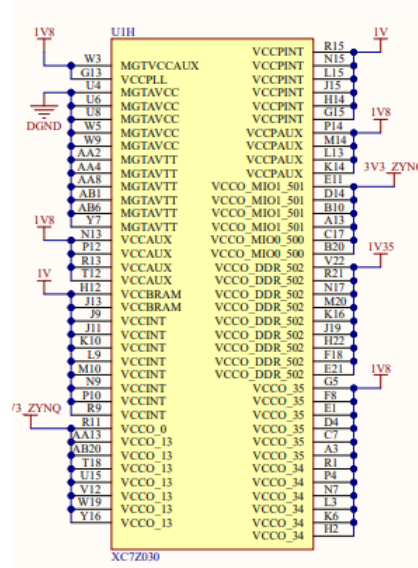 U1H
1V8
W3 MGTVCCAUX
G13 VCCPLL
DGND
U4 MGTAVCC
U6 MGTAVCC
U8 MGTAVCC
W5 MGTAVCC
W9 MGTAVCC
AA2 MGTAVTT
AA4 MGTAVTT
AA8 MGTAVTT
AB1 MGTAVTT
AB6 MGTAVTT
Y7 MGTAVTT
1V8
N13 VCCAUX
P12 VCCAUX
R13 VCCAUX
T12 VCCAUX
1V
H12 VCCBRAM
J13 VCCBRAM
J9 VCCINT
J11 VCCINT
K10 VCCINT
L9 VCCINT
M10 VCCINT
N9 VCCINT
P10 VCCINT
R9 VCCINT
V3_ZYNQ
R11 VCCO_0
AA13 VCCO_13
AB20 VCCO_13
T18 VCCO_13
U15 VCCO_13
V12 VCCO_13
W19 VCCO_13
Y16 VCCO_13
VCCPINT R15
1V
VCCPINT N15
VCCPINT L15
VCCPINT J15
VCCPINT H14
VCCPINT G15
VCCPAUX P14
1V8
VCCPAUX M14
VCCPAUX L13
VCCPAUX K14
VCCO_MIO1_501 E11
3V3_ZYNQ
VCCO_MIO1_501 D14
VCCO_MIO1_501 B10
VCCO_MIO1_501 A13
VCCO_MIO0_500 C17
VCCO_MIO0_500 B20
VCCO_DDR_502 V22
1V35
VCCO_DDR_502 R21
VCCO_DDR_502 N17
VCCO_DDR_502 M20
VCCO_DDR_502 K16
VCCO_DDR_502 J19
VCCO_DDR_502 H22
VCCO_DDR_502 F18
VCCO_DDR_502 E21
VCCO_35 G5
1V8
VCCO_35 F8
VCCO_35 E1
VCCO_35 D4
VCCO_35 C7
VCCO_35 A3
VCCO_34 R1
VCCO_34 P4
VCCO_34 N7
VCCO_34 L3
VCCO_34 K6
VCCO_34 H2
XC7Z030